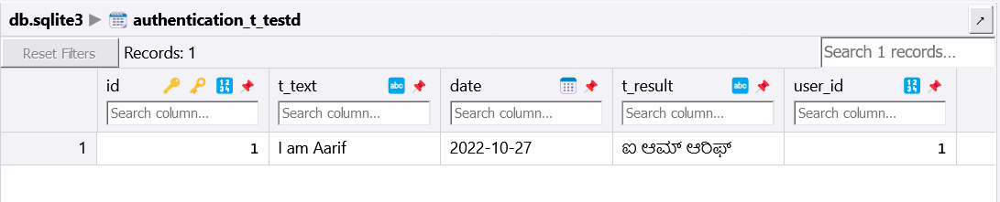 db.sqlite3 ▶ authentication_t_testd
Reset Filters Records: 1 Search 1 records...
id t_text date t_result user_id
Search column... Search column... Search column... Search column... Search column...
1 1 I am Aarif 2022-10-27 ಐ ಆಮ್ ಆರಿಫ್ 1